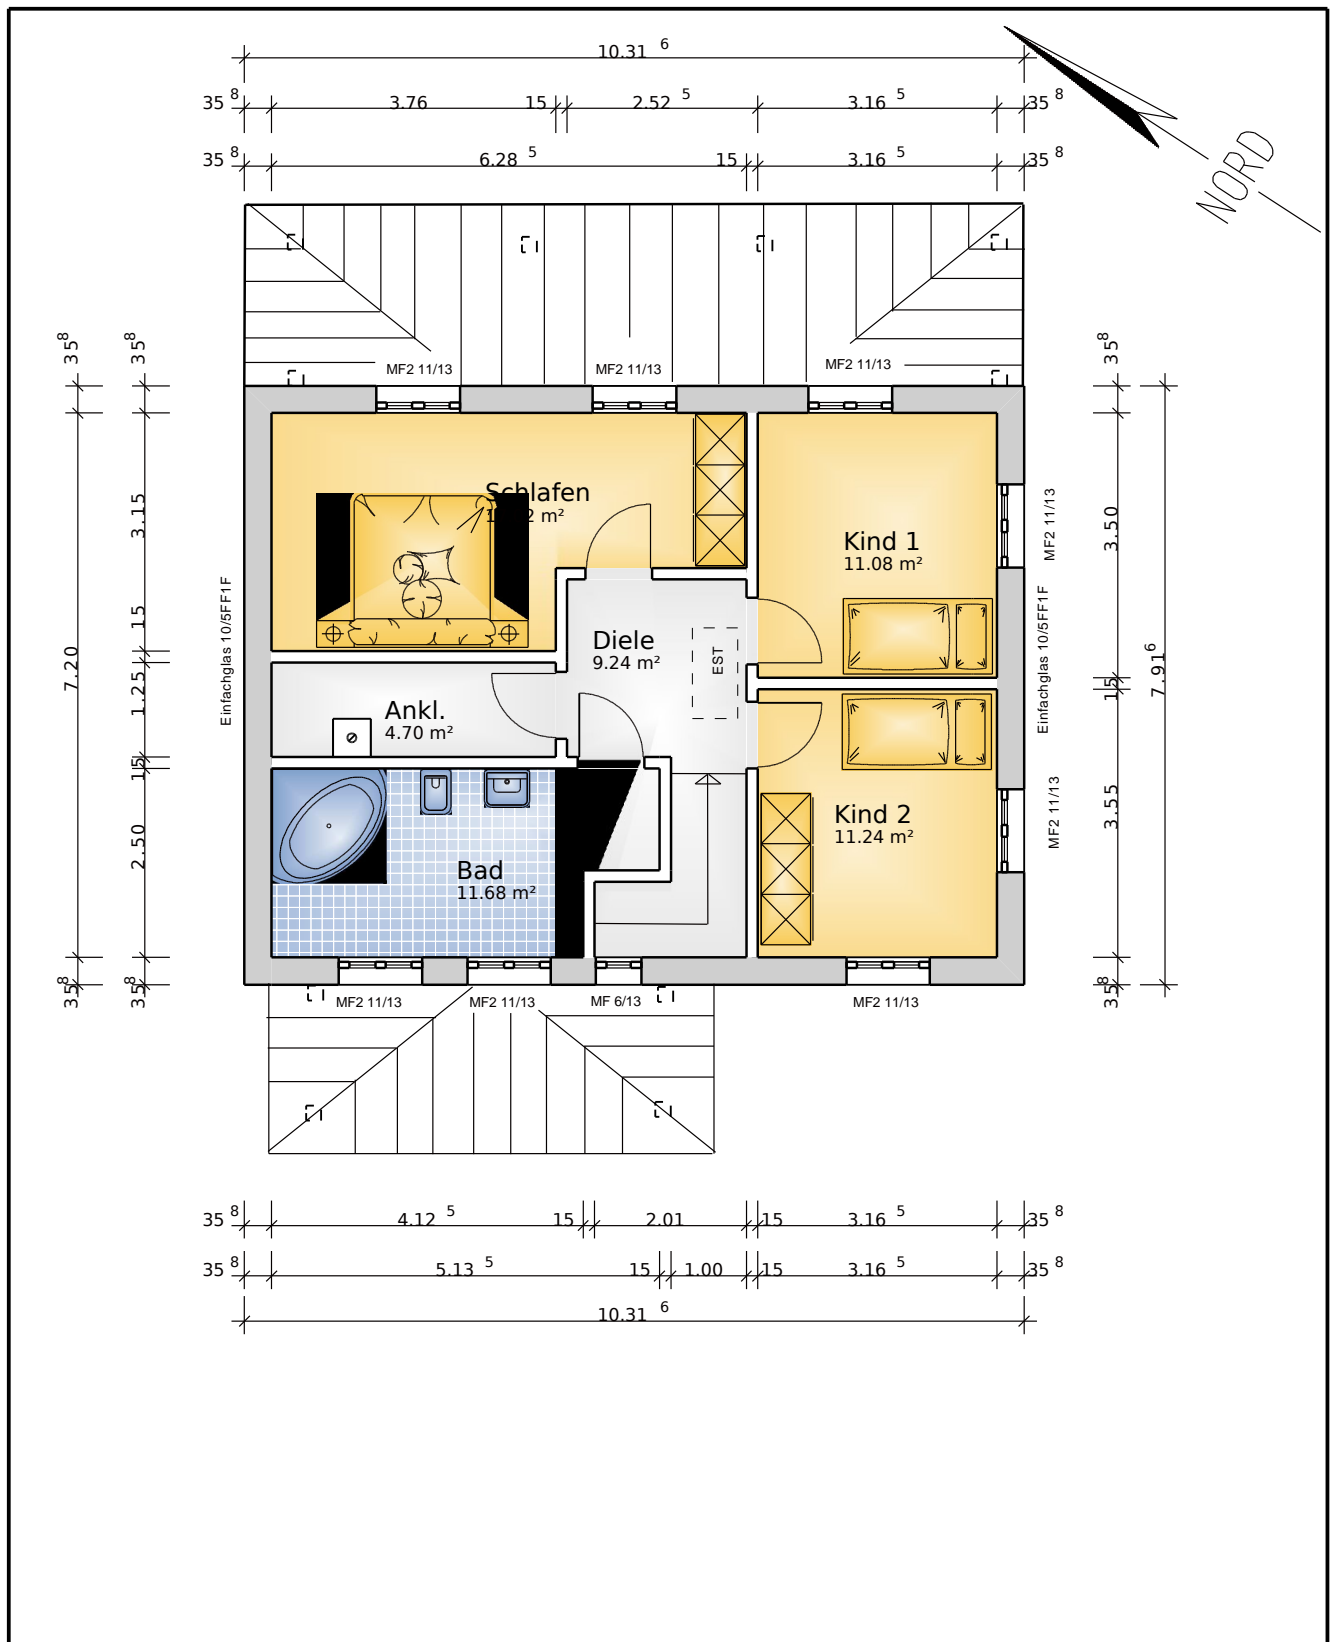 10.31 6
35 8 3.76 15 2.52 5 3.16 5 35 8
35 8 6.28 5 15 3.16 5 35 8
NORD
MF2 11/13 MF2 11/13 MF2 11/13
35 8
7.20
35 8
35 8
3.15
15
1.25
15
2.50
35 8
Einfachglas 10/5FF1F
Schlafen
m²
Kind 1
11.08 m²
Diele
9.24 m²
EST
Ankl.
4.70 m²
Kind 2
11.24 m²
Bad
11.68 m²
MF2 11/13
Einfachglas 10/5FF1F
MF2 11/13
35 8
3.50
15
3.55
35 8
7.91 6
MF2 11/13 MF2 11/13 MF 6/13 MF2 11/13
35 8 4.12 5 15 2.01 15 3.16 5 35 8
35 8 5.13 5 15 1.00 15 3.16 5 35 8
10.31 6